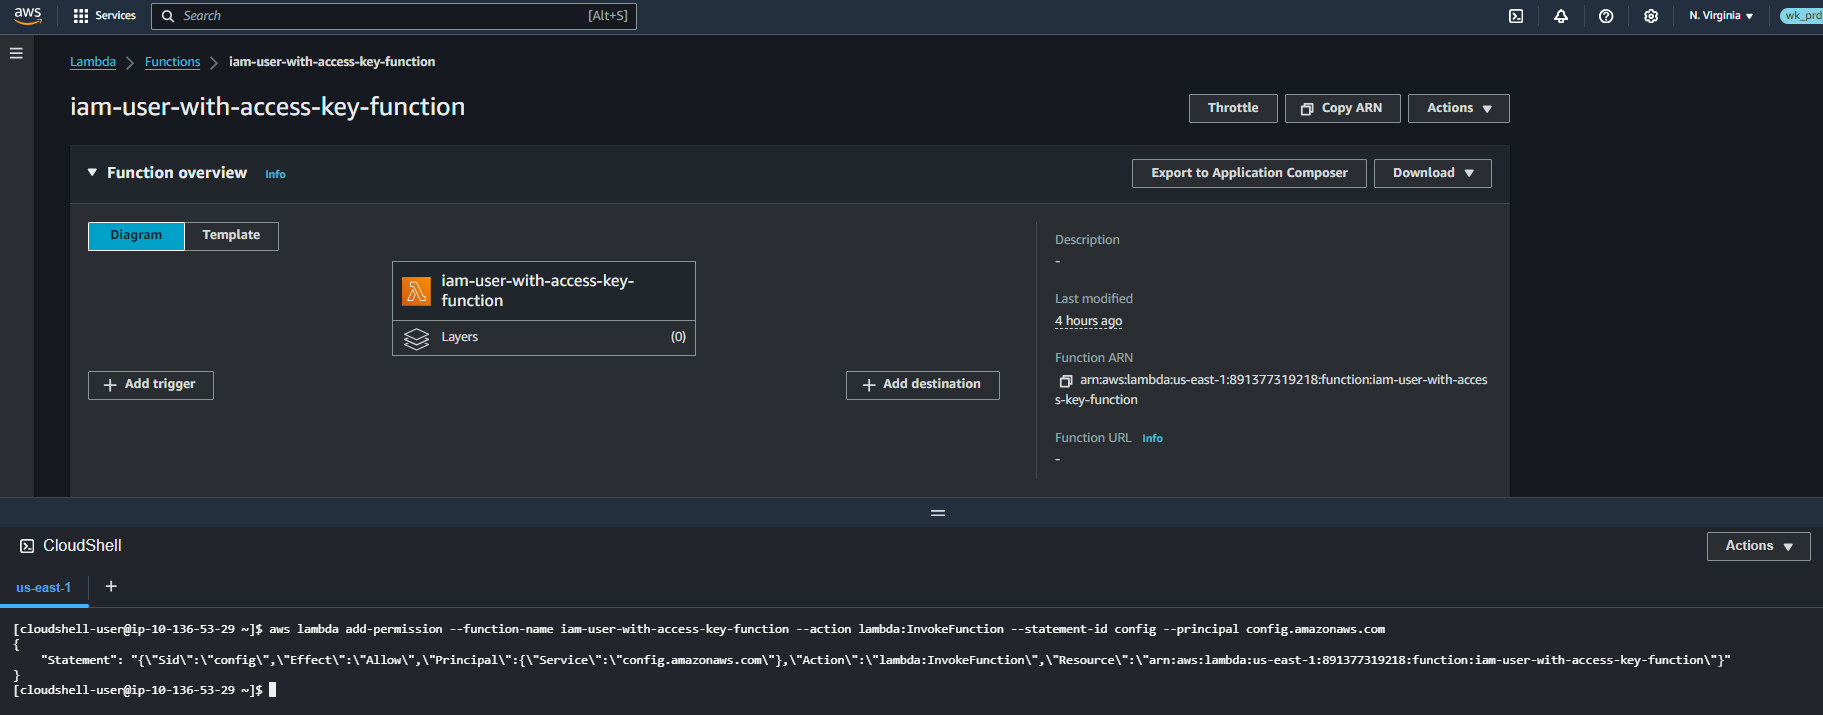 aws
Services
Search
[Alt+S]
N. Virginia
wk_prd
Lambda
Functions
iam-user-with-access-key-function
iam-user-with-access-key-function
Throttle
Copy ARN
Actions
Function overview
Info
Export to Application Composer
Download
Diagram
Template
iam-user-with-access-key-
function
Layers
(0)
Add trigger
Add destination
Description
-
Last modified
4 hours ago
Function ARN
arn:aws:lambda:us-east-1:891377319218:function:iam-user-with-acces
s-key-function
Function URL Info
-
CloudShell
Actions
us-east-1
+
[cloudshell-user@ip-10-136-53-29 ~]$ aws lambda add-permission --function-name iam-user-with-access-key-function --action lambda:InvokeFunction --statement-id config --principal config.amazonaws.com
{
    "Statement": "{\"Sid\":\"config\",\"Effect\":\"Allow\",\"Principal\":{\"Service\":\"config.amazonaws.com\"},\"Action\":\"lambda:InvokeFunction\",\"Resource\":\"arn:aws:lambda:us-east-1:891377319218:function:iam-user-with-access-key-function\"}"
}
[cloudshell-user@ip-10-136-53-29 ~]$